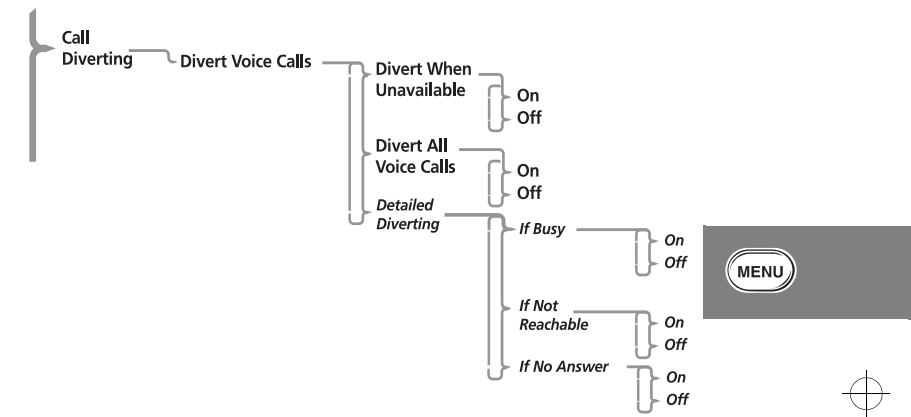 Call
Diverting
Divert Voice Calls
Divert When
Unavailable
On
Off
Divert All
Voice Calls
On
Off
Detailed
Diverting
If Busy
On
Off
MENU
If Not
Reachable
On
Off
If No Answer
On
Off